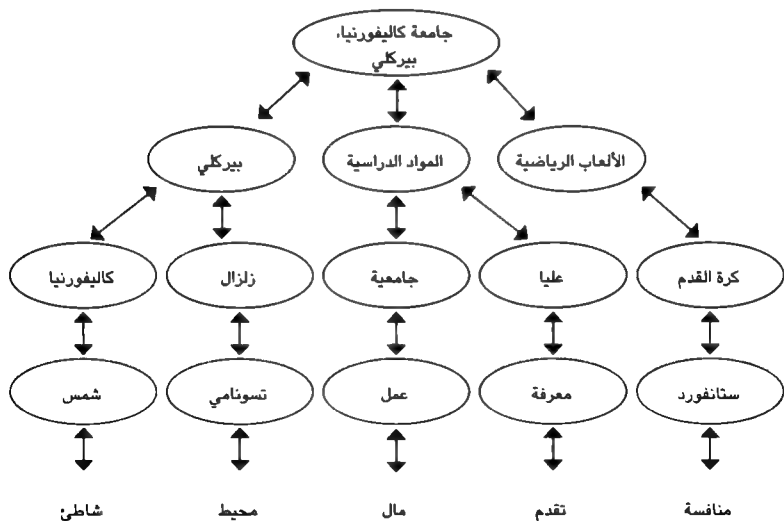 جامعة كاليفورنيا،
بيركلي
الألعاب الرياضية
المواد الدراسية
بيركلي
كرة القدم
عليا
جامعية
زلزال
كاليفورنيا
ستانفورد
معرفة
عمل
تسونامي
شمس
منافسة
تقدم
مال
محيط
شاطئ